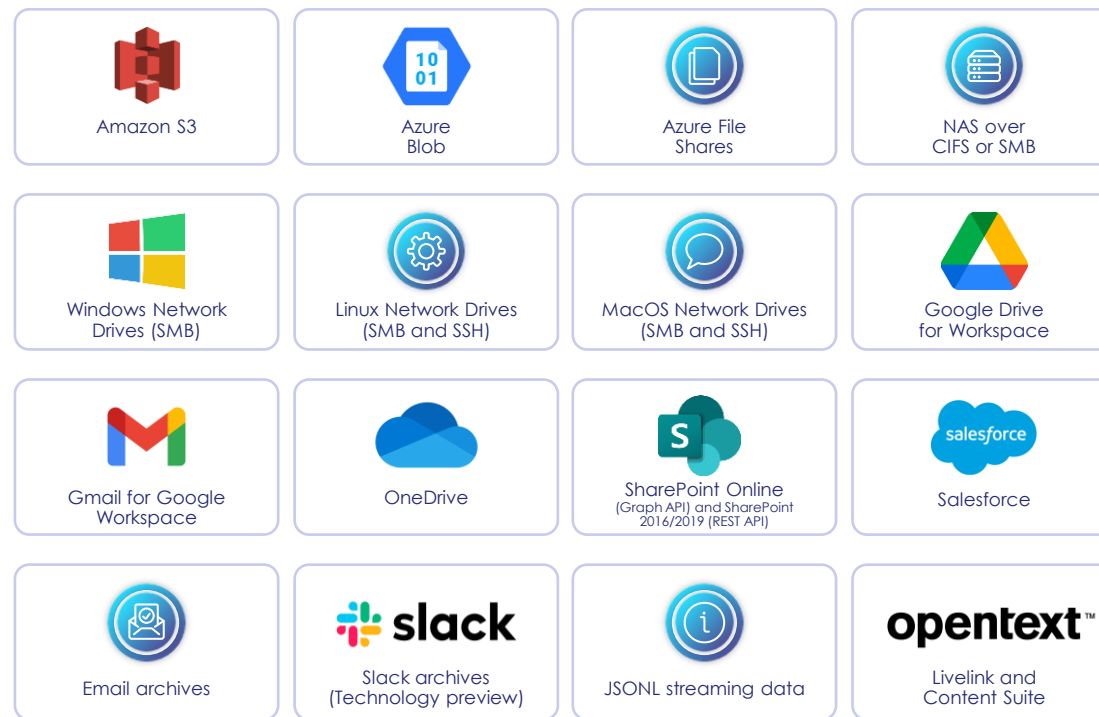 Amazon S3
10
01
Azure
Blob
Azure File
Shares
NAS over
CIFS or SMB
Windows Network
Drives (SMB)
Linux Network Drives
(SMB and SSH)
MacOS Network Drives
(SMB and SSH)
Google Drive
for Workspace
Gmail for Google
Workspace
OneDrive
S
SharePoint Online
(Graph API) and SharePoint
2016/2019 (REST API)
salesforce
Salesforce
Email archives
slack
Slack archives
(Technology preview)
i
JSONL streaming data
opentext™
Livelink and
Content Suite